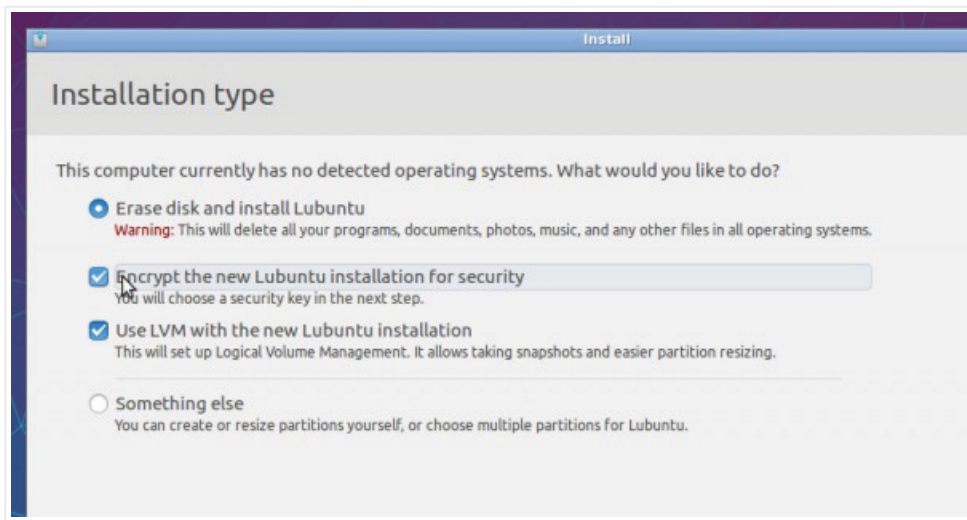 Install
Installation type
This computer currently has no detected operating systems. What would you like to do?
Erase disk and install Lubuntu
Warning: This will delete all your programs, documents, photos, music, and any other files in all operating systems.
Encrypt the new Lubuntu installation for security
You will choose a security key in the next step.
Use LVM with the new Lubuntu installation
This will set up Logical Volume Management. It allows taking snapshots and easier partition resizing.
Something else
You can create or resize partitions yourself, or choose multiple partitions for Lubuntu.